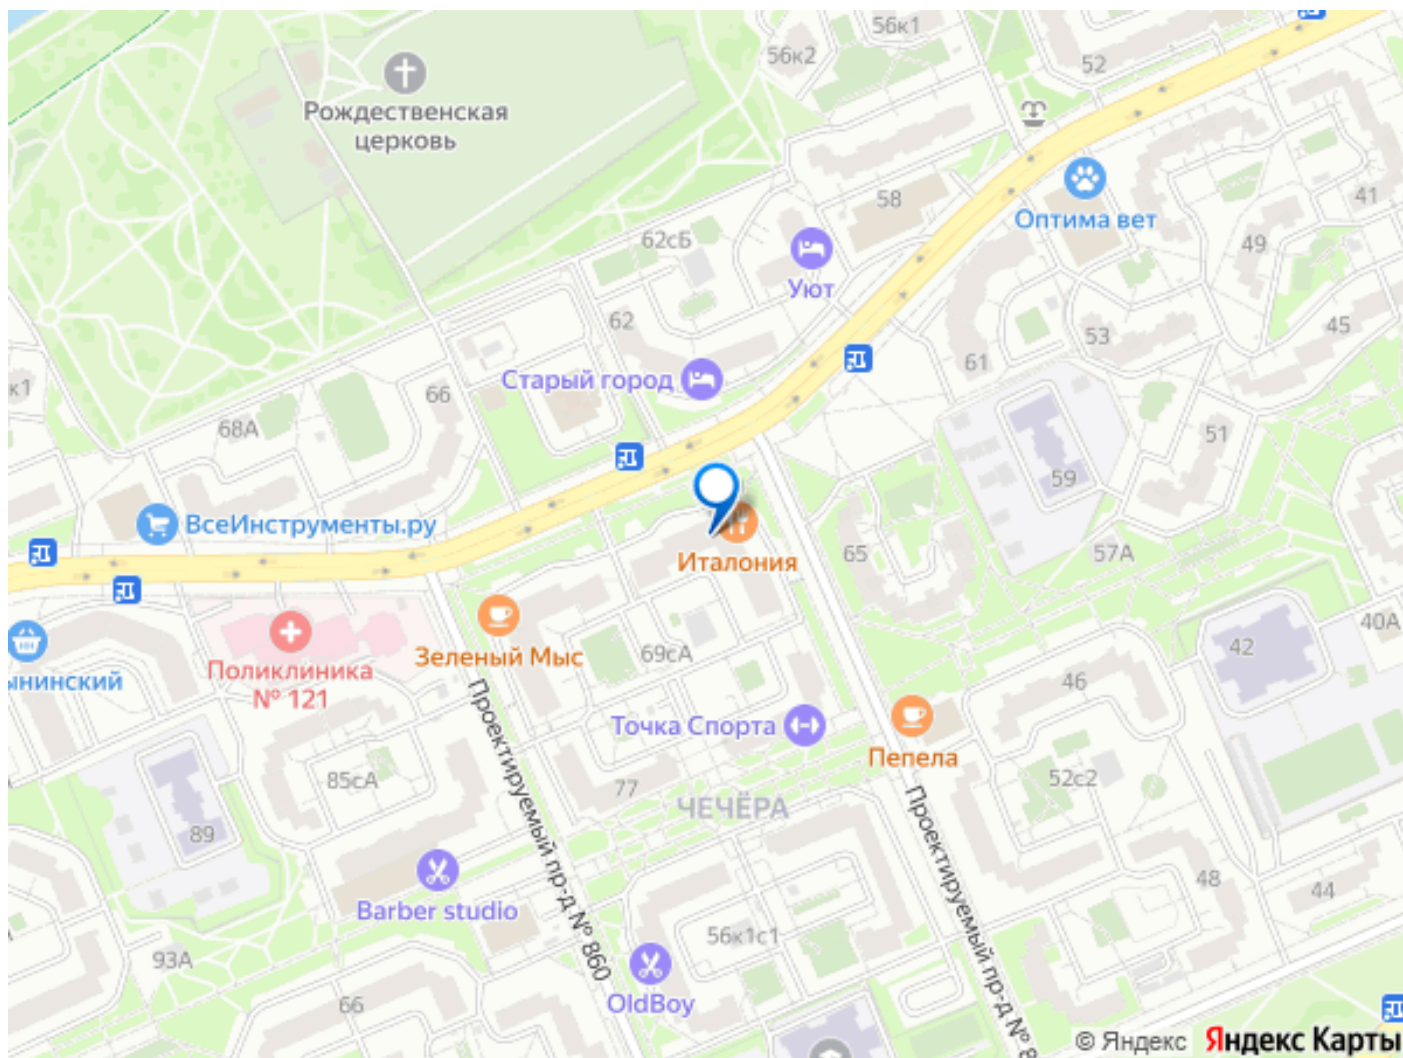 56к1
56к2
52
Рождественская
церковь
58
41
Оптима вет
62сБ
49
Уют
62
45
53
61
Старый город
к1
66
68А
51
59
ВсеИнструменты.ру
Италония
65
57А
40А
42
Зеленый Мыс
69сА
Поликлиника
№ 121
ынинский
46
Точка Спорта
Пепела
85сА
77
52с2
ЧЕЧЁРА
Проектируемый пр-д № 860
Проектируемый пр-д № 8
89
48
44
Barber studio
56к1с1
93А
66
OldBoy
© Яндекс Яндекс Карты